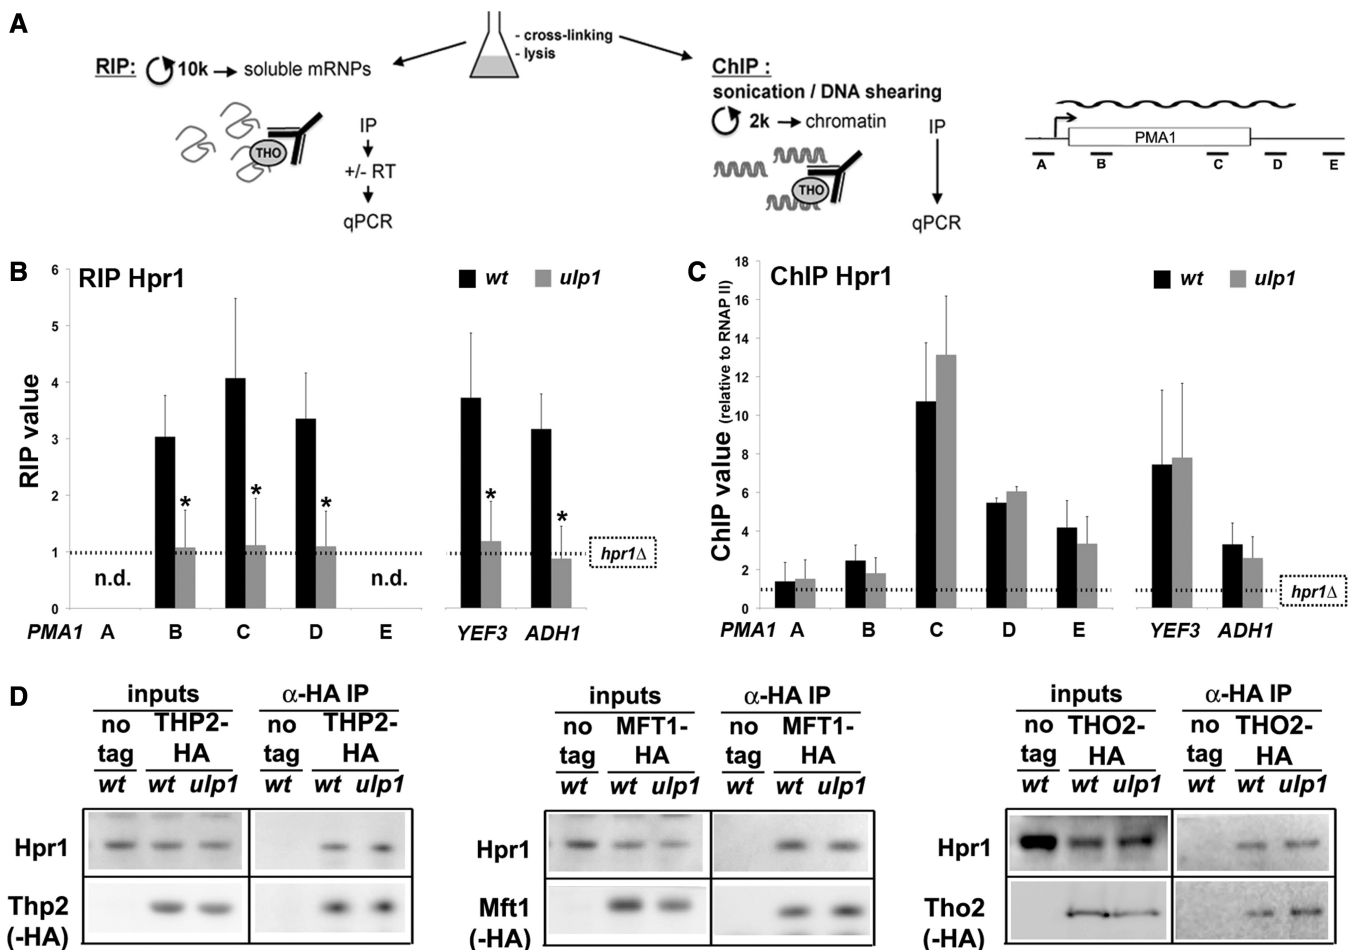 A
- cross-linking
- lysis
RIP: 10k soluble mRNPs
THO
IP
+/- RT
qPCR
ChIP :
sonication / DNA shearing
2k chromatin
THO
IP
qPCR
PMA1
A B C D E
B
RIP Hpr1
wt ulp1
RIP value
6
5
4
3
2
1
0
* * * * *
n.d. n.d.
hpr1Δ
PMA1 A B C D E YEF3 ADH1
C
ChIP Hpr1
wt ulp1
ChIP value (relative to RNAP II)
18
16
14
12
10
8
6
4
2
0
hpr1Δ
PMA1 A B C D E YEF3 ADH1
D
inputs α-HA IP
no tag THP2-HA no tag THP2-HA
wt wt ulp1 wt wt ulp1
Hpr1
Thp2
(-HA)
inputs α-HA IP
no tag MFT1-HA no tag MFT1-HA
wt wt ulp1 wt wt ulp1
Hpr1
Mft1
(-HA)
inputs α-HA IP
no tag THO2-HA no tag THO2-HA
wt wt ulp1 wt wt ulp1
Hpr1
Tho2
(-HA)